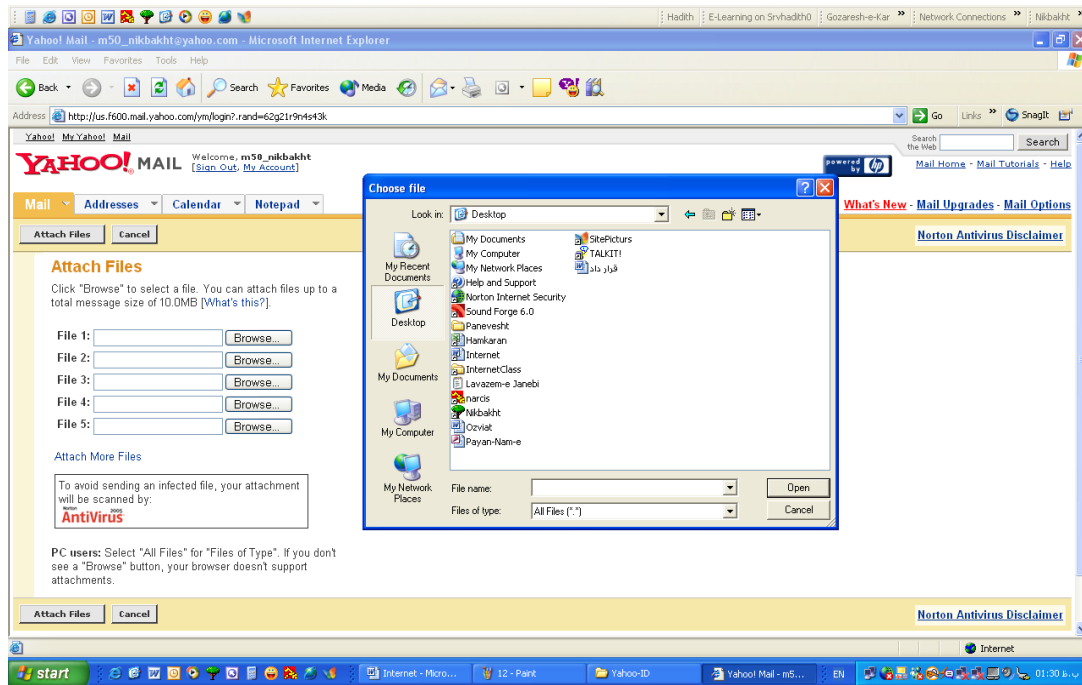 Hadith E-Learning on Srvhadith0 Gozaresh-e-Kar » Network Connections » Nikbakht »
Yahoo! Mail - m50_nikbakht@yahoo.com - Microsoft Internet Explorer
File Edit View Favorites Tools Help
Back Search Favorites Media
Address http://us.f600.mail.yahoo.com/ym/login?.rand=62g21r9n4s43k Go Links » SnagIt
Yahoo! My Yahoo! Mail
Search the Web Search
YAHOO! MAIL Welcome, m50_nikbakht
[Sign Out, My Account]
powered by hp Mail Home - Mail Tutorials - Help
Mail Addresses Calendar Notepad
What's New - Mail Upgrades - Mail Options
Attach Files Cancel
Norton Antivirus Disclaimer
Attach Files
Click "Browse" to select a file. You can attach files up to a
total message size of 10.0MB [What's this?].
File 1: Browse...
File 2: Browse...
File 3: Browse...
File 4: Browse...
File 5: Browse...
Attach More Files
To avoid sending an infected file, your attachment
will be scanned by:
Norton 2005
AntiVirus
PC users: Select "All Files" for "Files of Type". If you don't
see a "Browse" button, your browser doesn't support
attachments.
Choose file
Look in: Desktop
My Recent Documents
Desktop
My Documents
My Computer
My Network Places
My Documents
My Computer
My Network Places
Help and Support
Norton Internet Security
Sound Forge 6.0
Panevesht
Hamkaran
Internet
InternetClass
Lavazem-e Janebi
narcis
Nikbakht
Ozviat
Payan-Nam-e
SitePicturs
TALKIT!
قرار داد
File name: Open
Files of type: All Files (*.*) Cancel
Attach Files Cancel
Norton Antivirus Disclaimer
Internet
start Internet - Micro... 12 - Paint Yahoo-ID Yahoo! Mail - m5... EN 01:30 ب.ظ